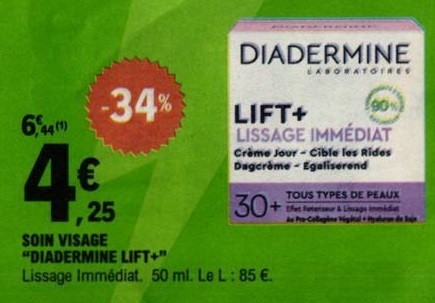 DIADERMINE
LABORATOIRES
90%
LIFT+
LISSAGE IMMÉDIAT
Crème Jour - Cible les Rides
Dagcrème - Egaliserend
30+ TOUS TYPES DE PEAUX
-34%
6€,44(1)
4€,25
SOIN VISAGE
"DIADERMINE LIFT+"
Lissage Immédiat. 50 ml. Le L : 85 €.